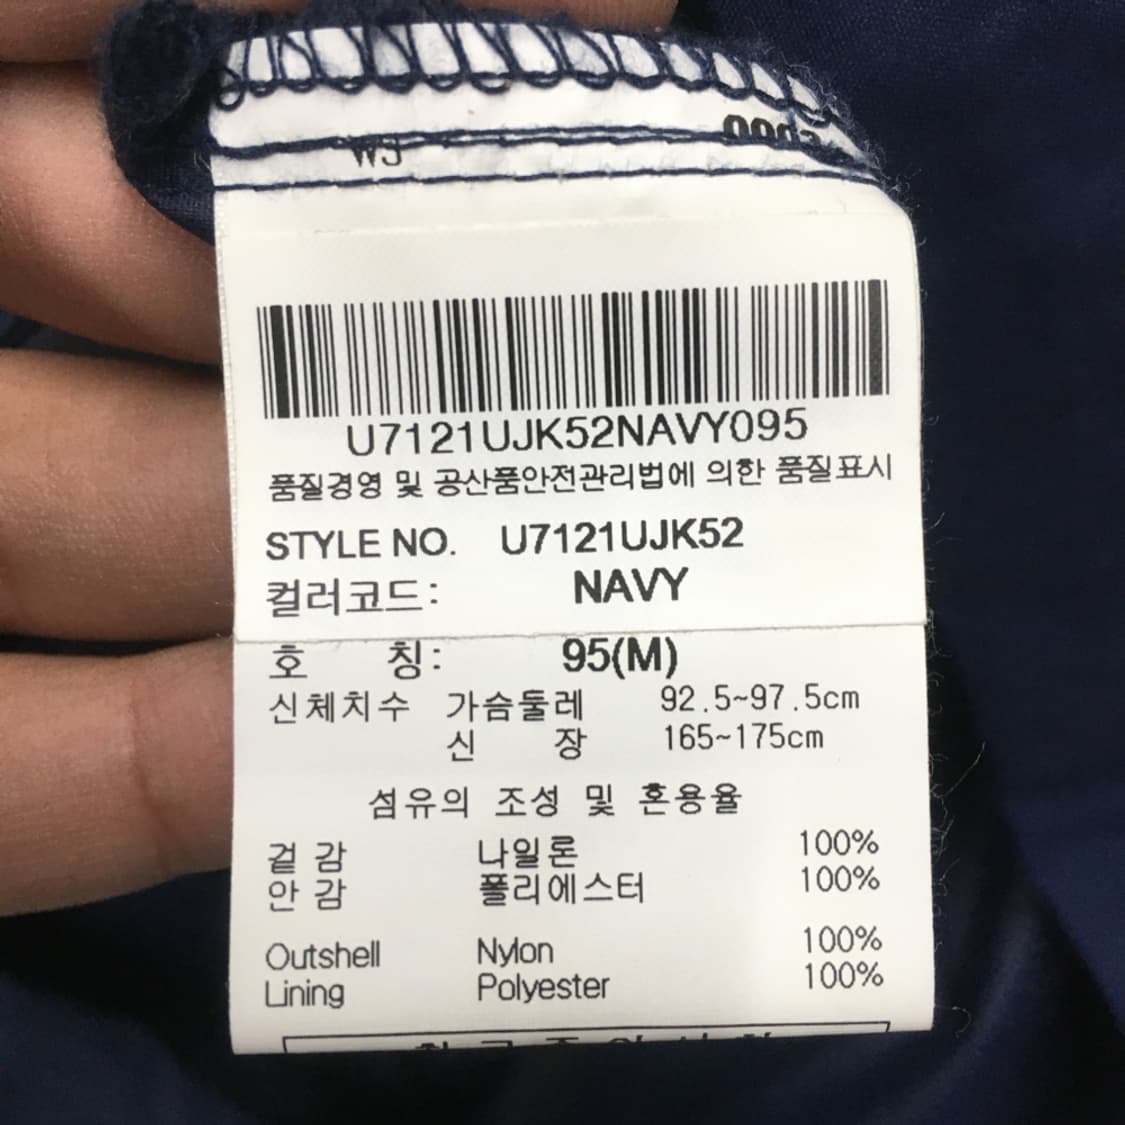 U7121UJK52NAVY095
품질경영 및 공산품안전관리법에 의한 품질표시
STYLE NO. U7121UJK52
컬러코드: NAVY
호 칭: 95(M)
신체치수 가슴둘레 92.5~97.5cm
신 장 165~175cm
섬유의 조성 및 혼용율
겉 감 나일론 100%
안 감 폴리에스터 100%
Outshell Nylon 100%
Lining Polyester 100%